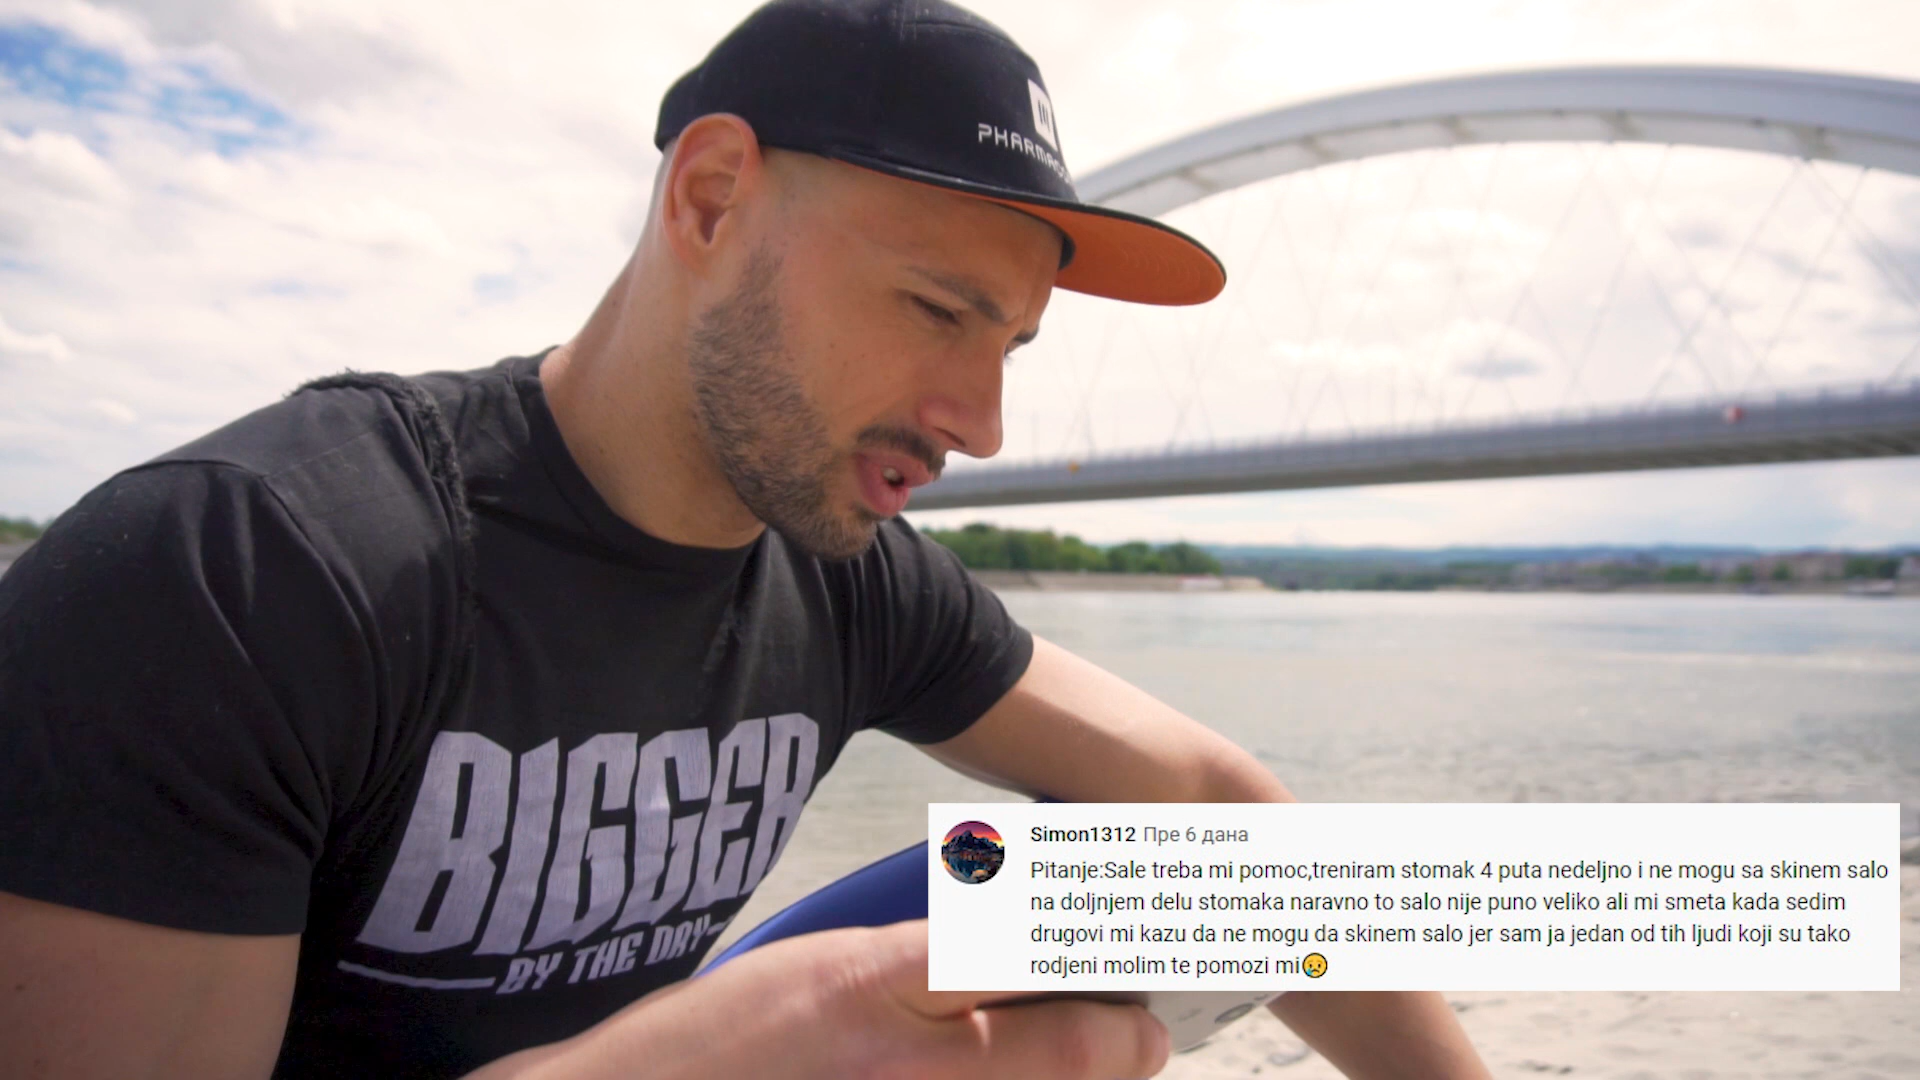 BIGGER
BY THE DAY
Simon1312 Пре 6 дана
Pitanje:Sale treba mi pomoc,treniram stomak 4 puta nedeljno i ne mogu sa skinem salo
na doljnjem delu stomaka naravno to salo nije puno veliko ali mi smeta kada sedim
drugovi mi kazu da ne mogu da skinem salo jer sam ja jedan od tih ljudi koji su tako
rodjeni molim te pomozi mi😢